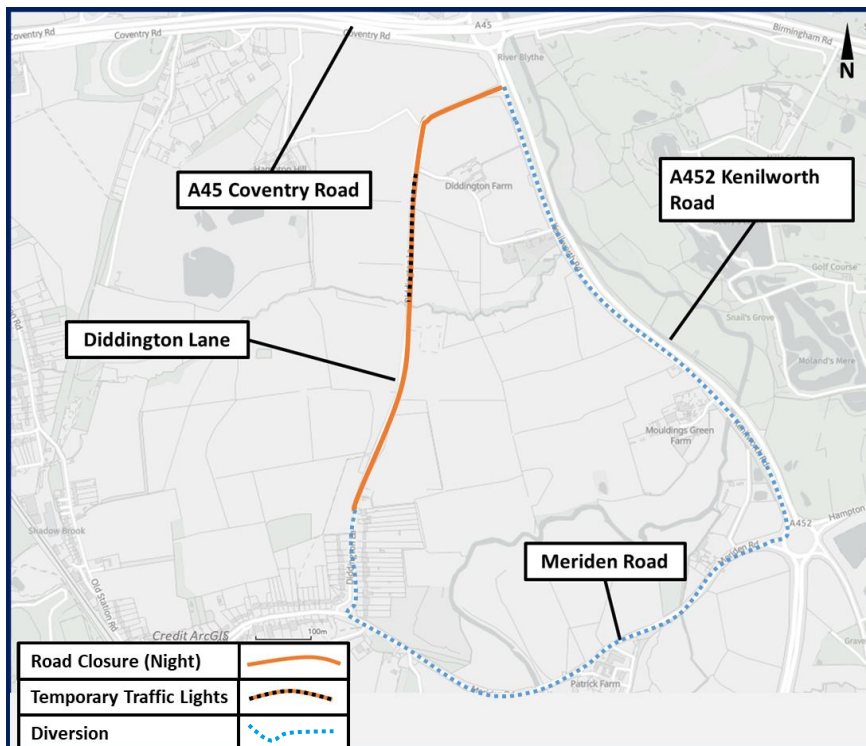 A45
Coventry Rd
Coventry Rd
Coventry Rd
Birmingham Rd
River Blythe
N
A45 Coventry Road
A452 Kenilworth
Road
Diddington Farm
Golf Course
Snail's Grove
Moland's Mere
Diddington Lane
Mouldings Green
Farm
Shadow Brook
Old Station Rd
A452
Hampton
Meriden Rd
Meriden Road
Patrick Farm
Credit ArcGIS
100m
Road Closure (Night)
Temporary Traffic Lights
Diversion